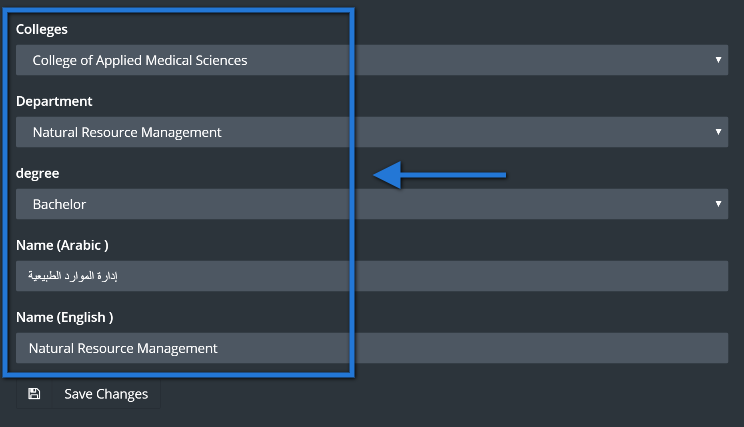 Colleges
College of Applied Medical Sciences
Department
Natural Resource Management
degree
Bachelor
Name (Arabic )
إدارة الموارد الطبيعية
Name (English )
Natural Resource Management
Save Changes